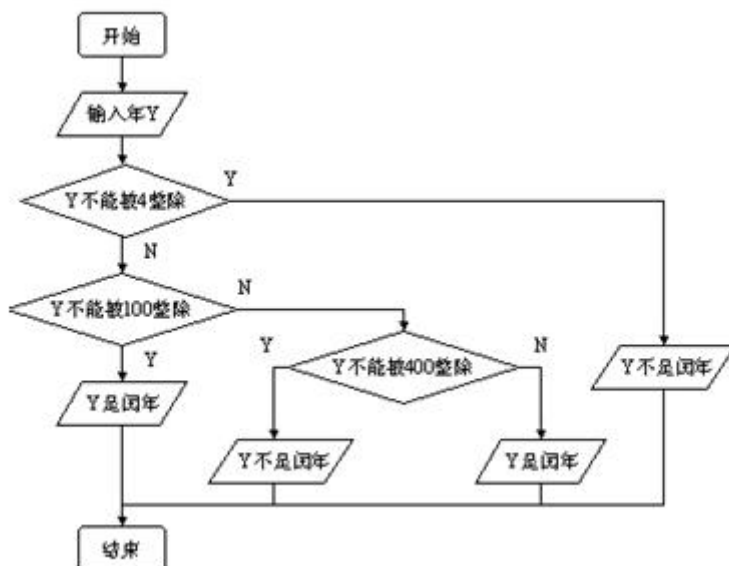 开始
输入年Y
Y不能被4整除
Y
N
Y不能被100整除
N
Y
Y不能被400整除
Y
N
Y是闰年
Y不是闰年
Y是闰年
Y不是闰年
结束